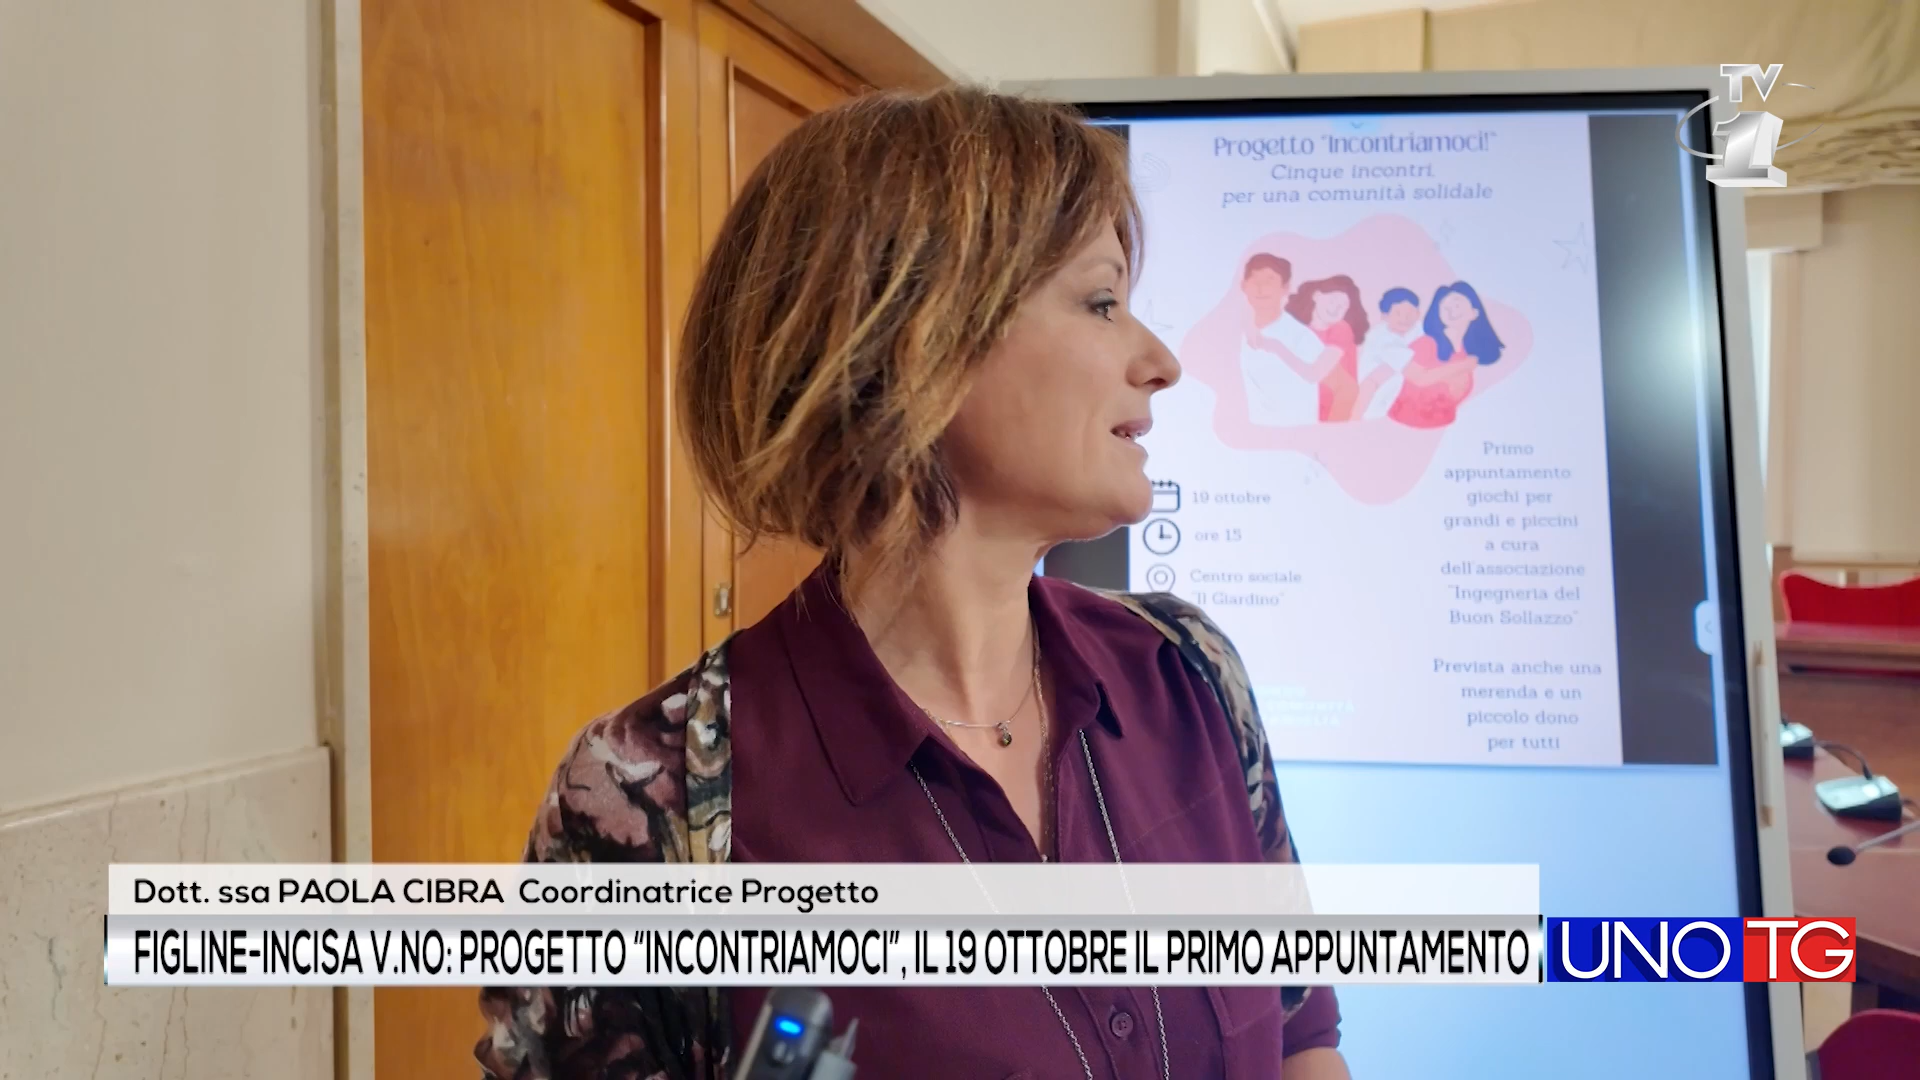 TV
1
Progetto "Incontriamoci!"
Cinque incontri
per una comunità solidale
19 ottobre
ore 15
Centro sociale
"Il Giardino"
Primo
appuntamento
giochi per
grandi e piccini
a cura
dell'associazione
"Ingegneria del
Buon Sollazzo"
Prevista anche una
merenda e un
piccolo dono
per tutti
Dott. ssa PAOLA CIBRA Coordinatrice Progetto
FIGLINE-INCISA V.NO: PROGETTO “INCONTRIAMOCI”, IL 19 OTTOBRE IL PRIMO APPUNTAMENTO
UNO TG